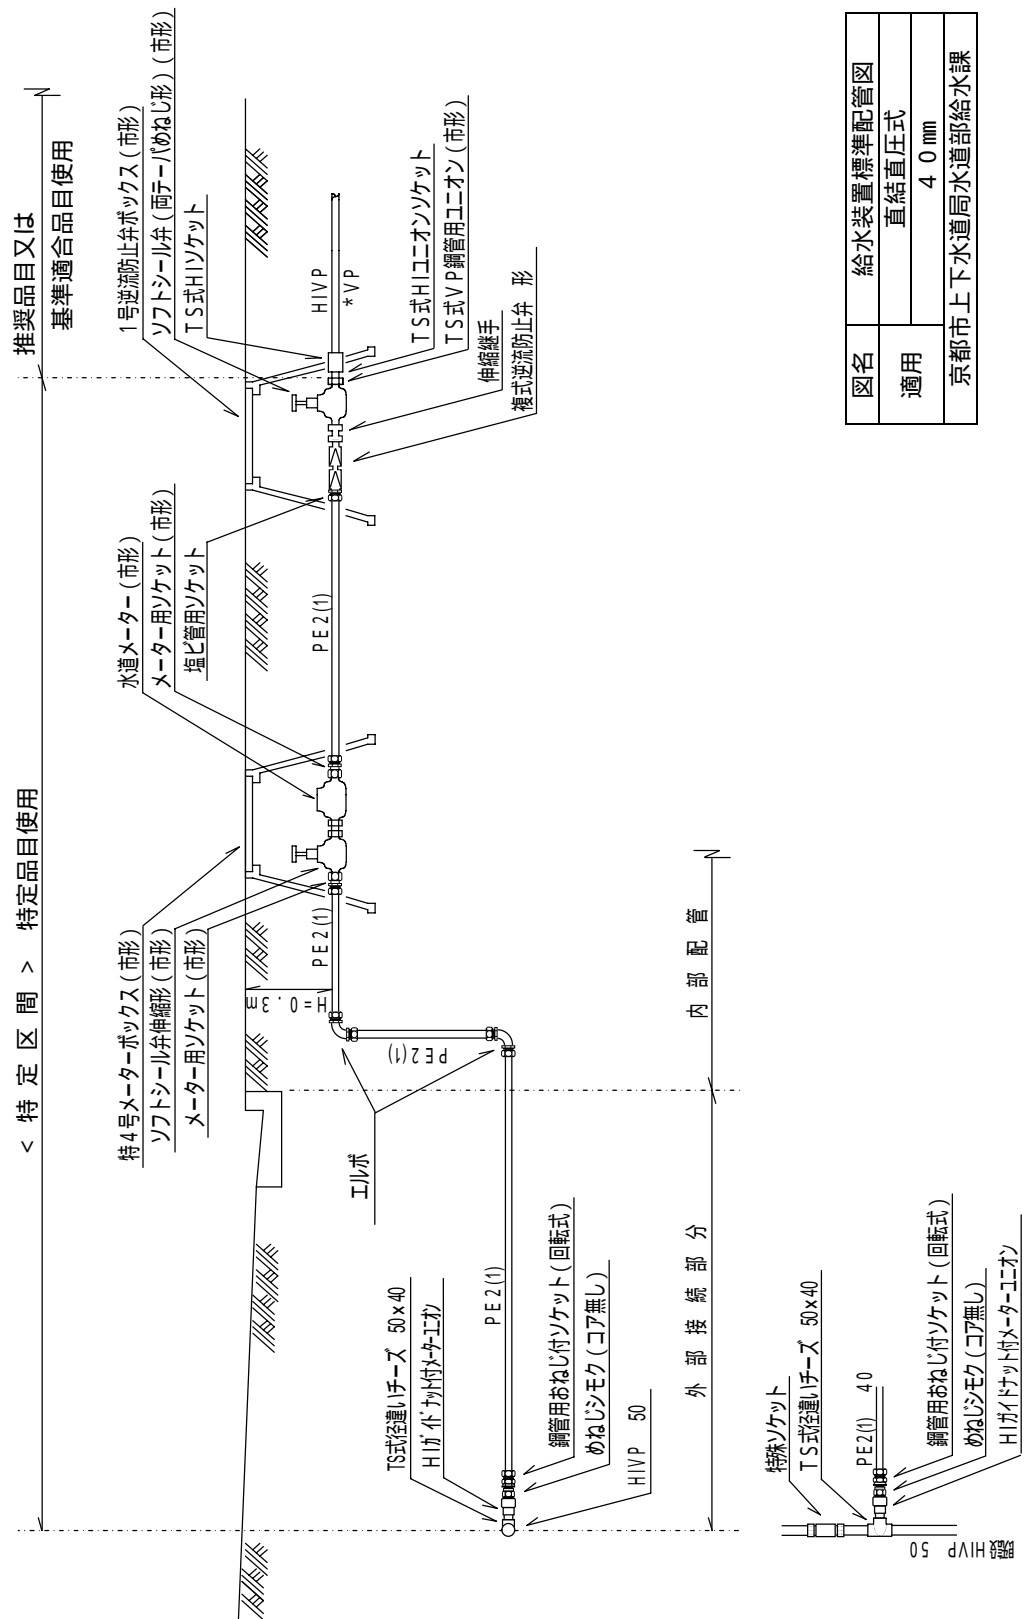 ＜ 特 定 区 間 ＞ 特定品目使用
推奨品目又は
基準適合品目使用
特4号メーターボックス(市形)
ソフトシール弁伸縮形(市形)
メーター用ソケット(市形)
水道メーター(市形)
メーター用ソケット(市形)
塩ビ管用ソケット
1号逆流防止弁ボックス(市形)
ソフトシール弁(両テーパめねじ形)(市形)
TS式HIソケット
H=0.3m
PE2(1)
PE2(1)
HIVP
*VP
PE2(1)
エルボ
TS式HIユニオンソケット
TS式VP鋼管用ユニオン(市形)
伸縮継手
複式逆流防止弁 形
TS式径違いチーズ 50x40
HIガイドナット付メーターユニオン
PE2(1)
鋼管用おねじ付ソケット(回転式)
めねじシモク(コア無し)
HIVP 50
外 部 接 続 部 分
内 部 配 管
特殊ソケット
TS式径違いチーズ 50x40
PE2(1) 40
鋼管用おねじ付ソケット(回転式)
めねじシモク(コア無し)
HIガイドナット付メーターユニオン
HIVP 50
図名 給水装置標準配管図
適用 直結直圧式
40mm
京都市上下水道局水道部給水課